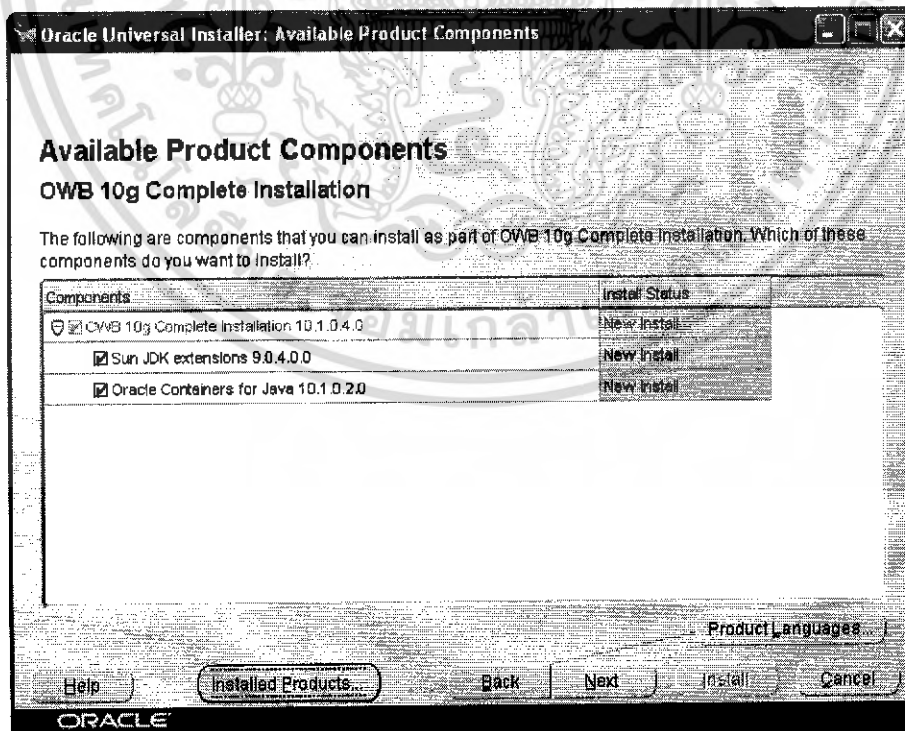 Oracle Universal Installer: Available Product Components
Available Product Components
OWB 10g Complete Installation
The following are components that you can install as part of OWB 10g Complete Installation. Which of these
components do you want to install?
Components Install Status
OWB 10g Complete Installation 10.1.0.4.0 New Install
Sun JDK extensions 9.0.4.0.0 New Install
Oracle Containers for Java 10.1.0.2.0 New Install
Product Languages...
Help Installed Products... Back Next Install Cancel
ORACLE